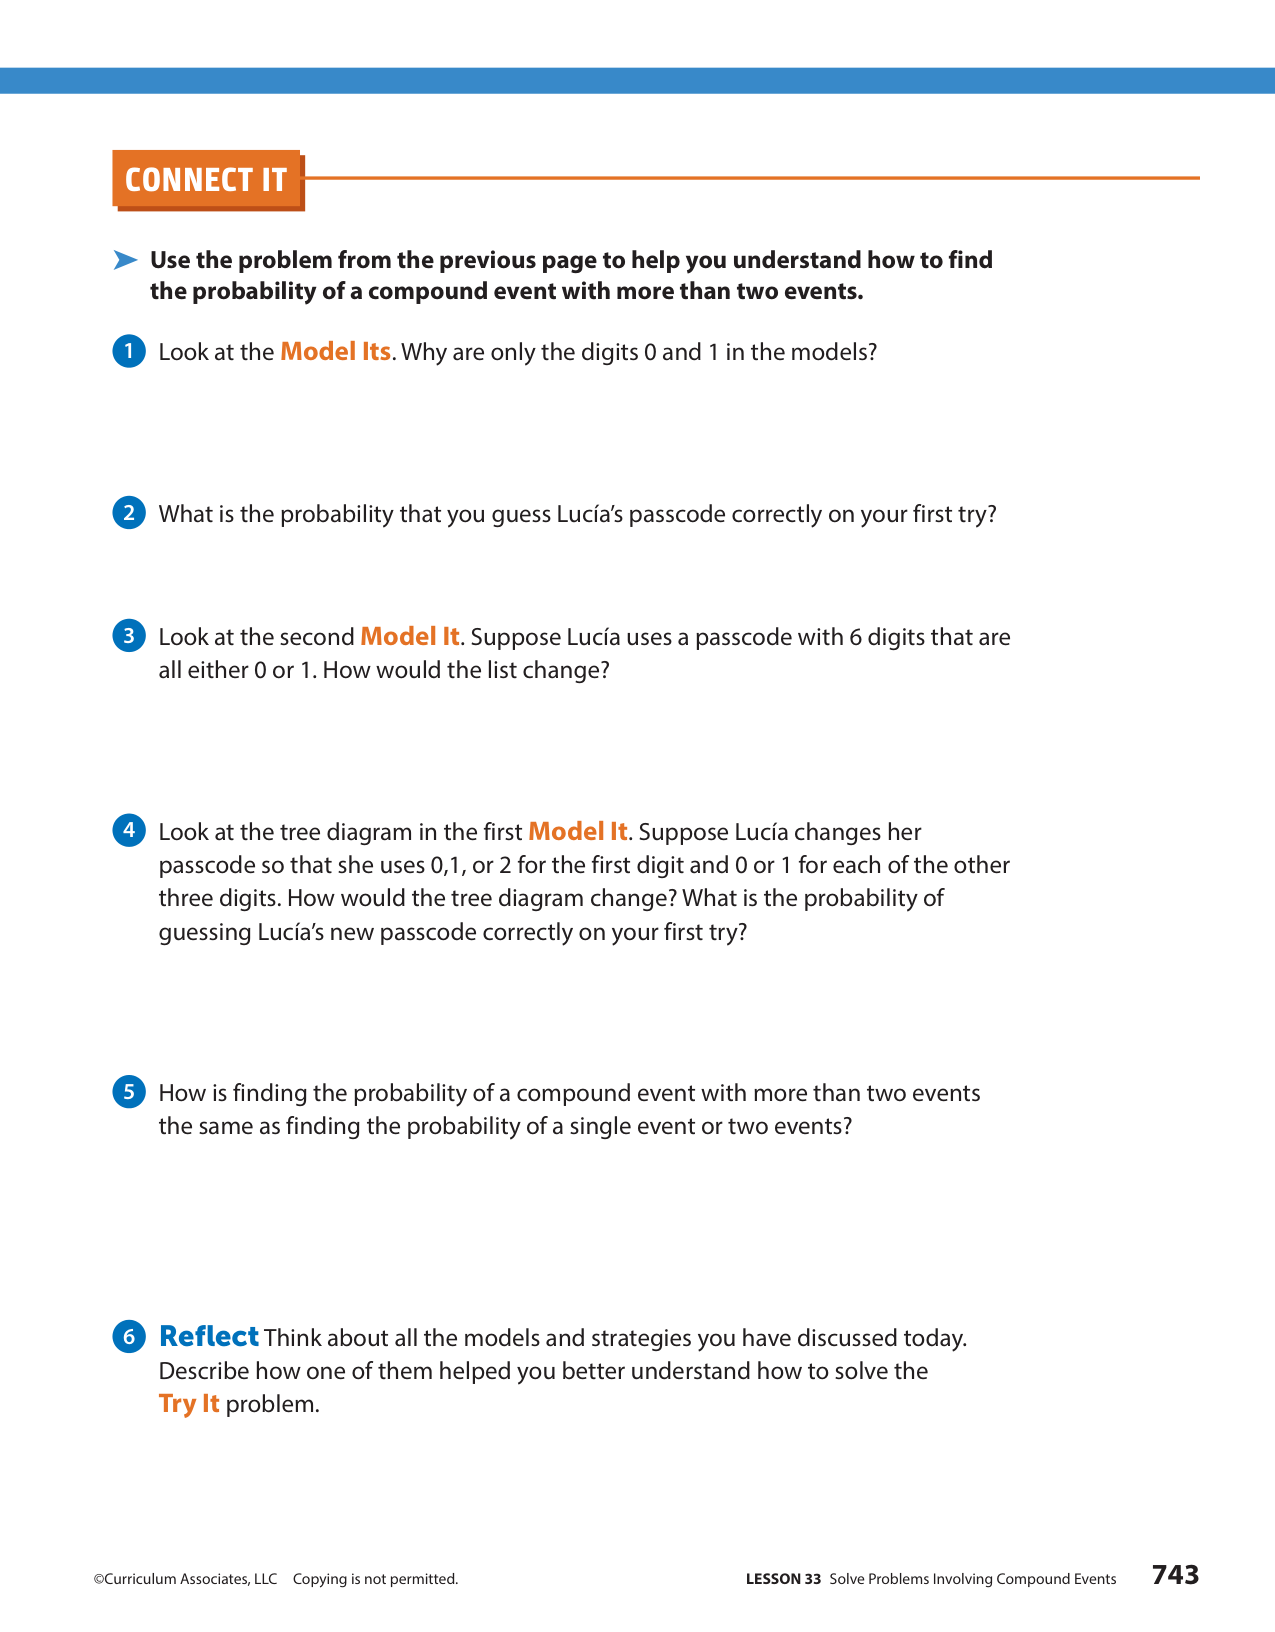 CONNECT IT
➤ Use the problem from the previous page to help you understand how to find
the probability of a compound event with more than two events.
1 Look at the Model Its. Why are only the digits 0 and 1 in the models?
2 What is the probability that you guess Lucía’s passcode correctly on your first try?
3 Look at the second Model It. Suppose Lucía uses a passcode with 6 digits that are
all either 0 or 1. How would the list change?
4 Look at the tree diagram in the first Model It. Suppose Lucía changes her
passcode so that she uses 0,1, or 2 for the first digit and 0 or 1 for each of the other
three digits. How would the tree diagram change? What is the probability of
guessing Lucía’s new passcode correctly on your first try?
5 How is finding the probability of a compound event with more than two events
the same as finding the probability of a single event or two events?
6 Reflect Think about all the models and strategies you have discussed today.
Describe how one of them helped you better understand how to solve the
Try It problem.
©Curriculum Associates, LLC Copying is not permitted.
LESSON 33 Solve Problems Involving Compound Events 743